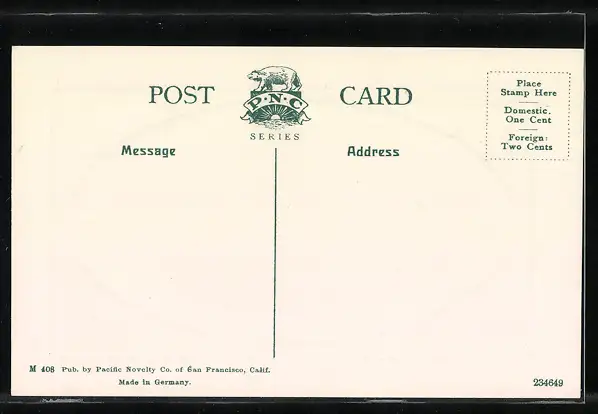 POST CARD
P·N·C
SERIES
Message
Address
Place
Stamp Here
Domestic.
One Cent
Foreign:
Two Cents
M 408 Pub. by Pacific Novelty Co. of San Francisco, Calif.
Made in Germany.
234649